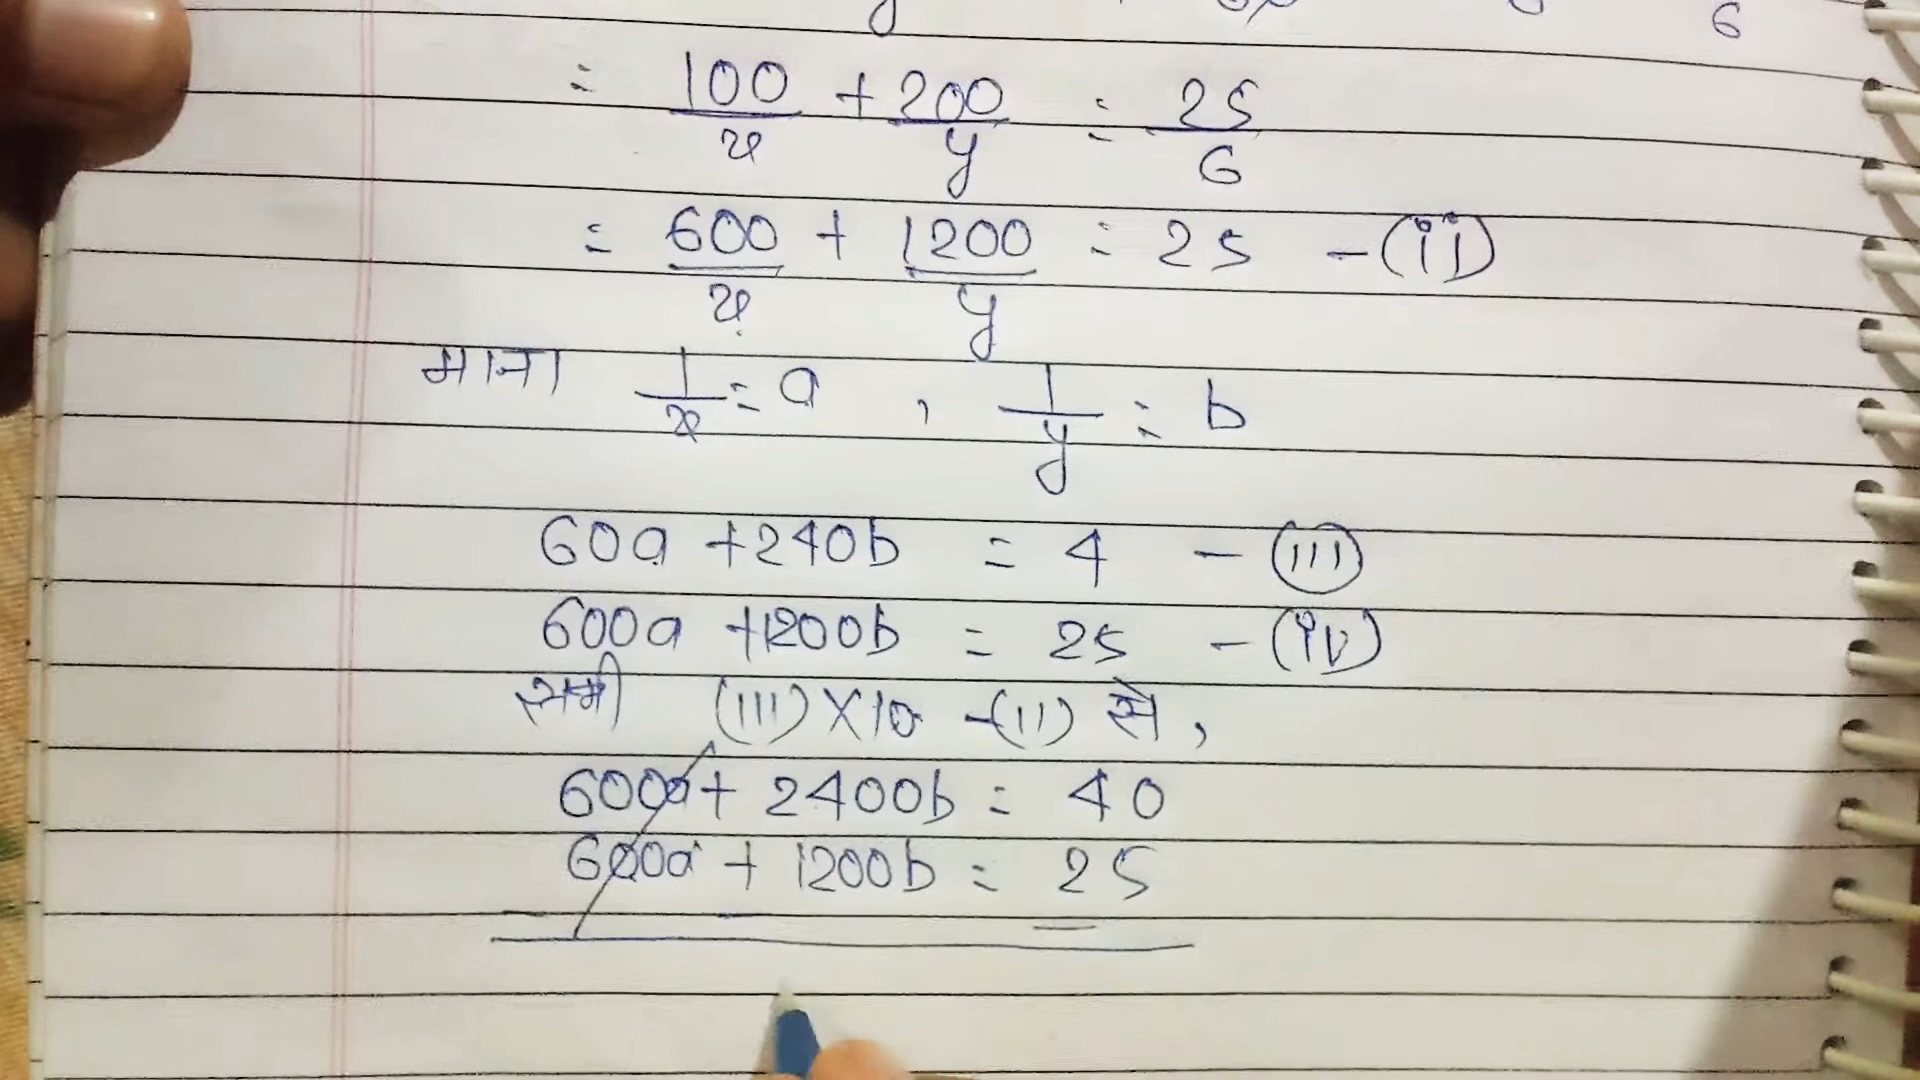 = 100/x + 200/y = 25/6
= 600/x + 1200/y = 25 - (ii)
माना 1/x = a , 1/y = b
60a + 240b = 4 - (III)
600a + 1200b = 25 - (iv)
समी (III) X 10 - (II) से,
600a + 2400b = 40
600a + 1200b = 25